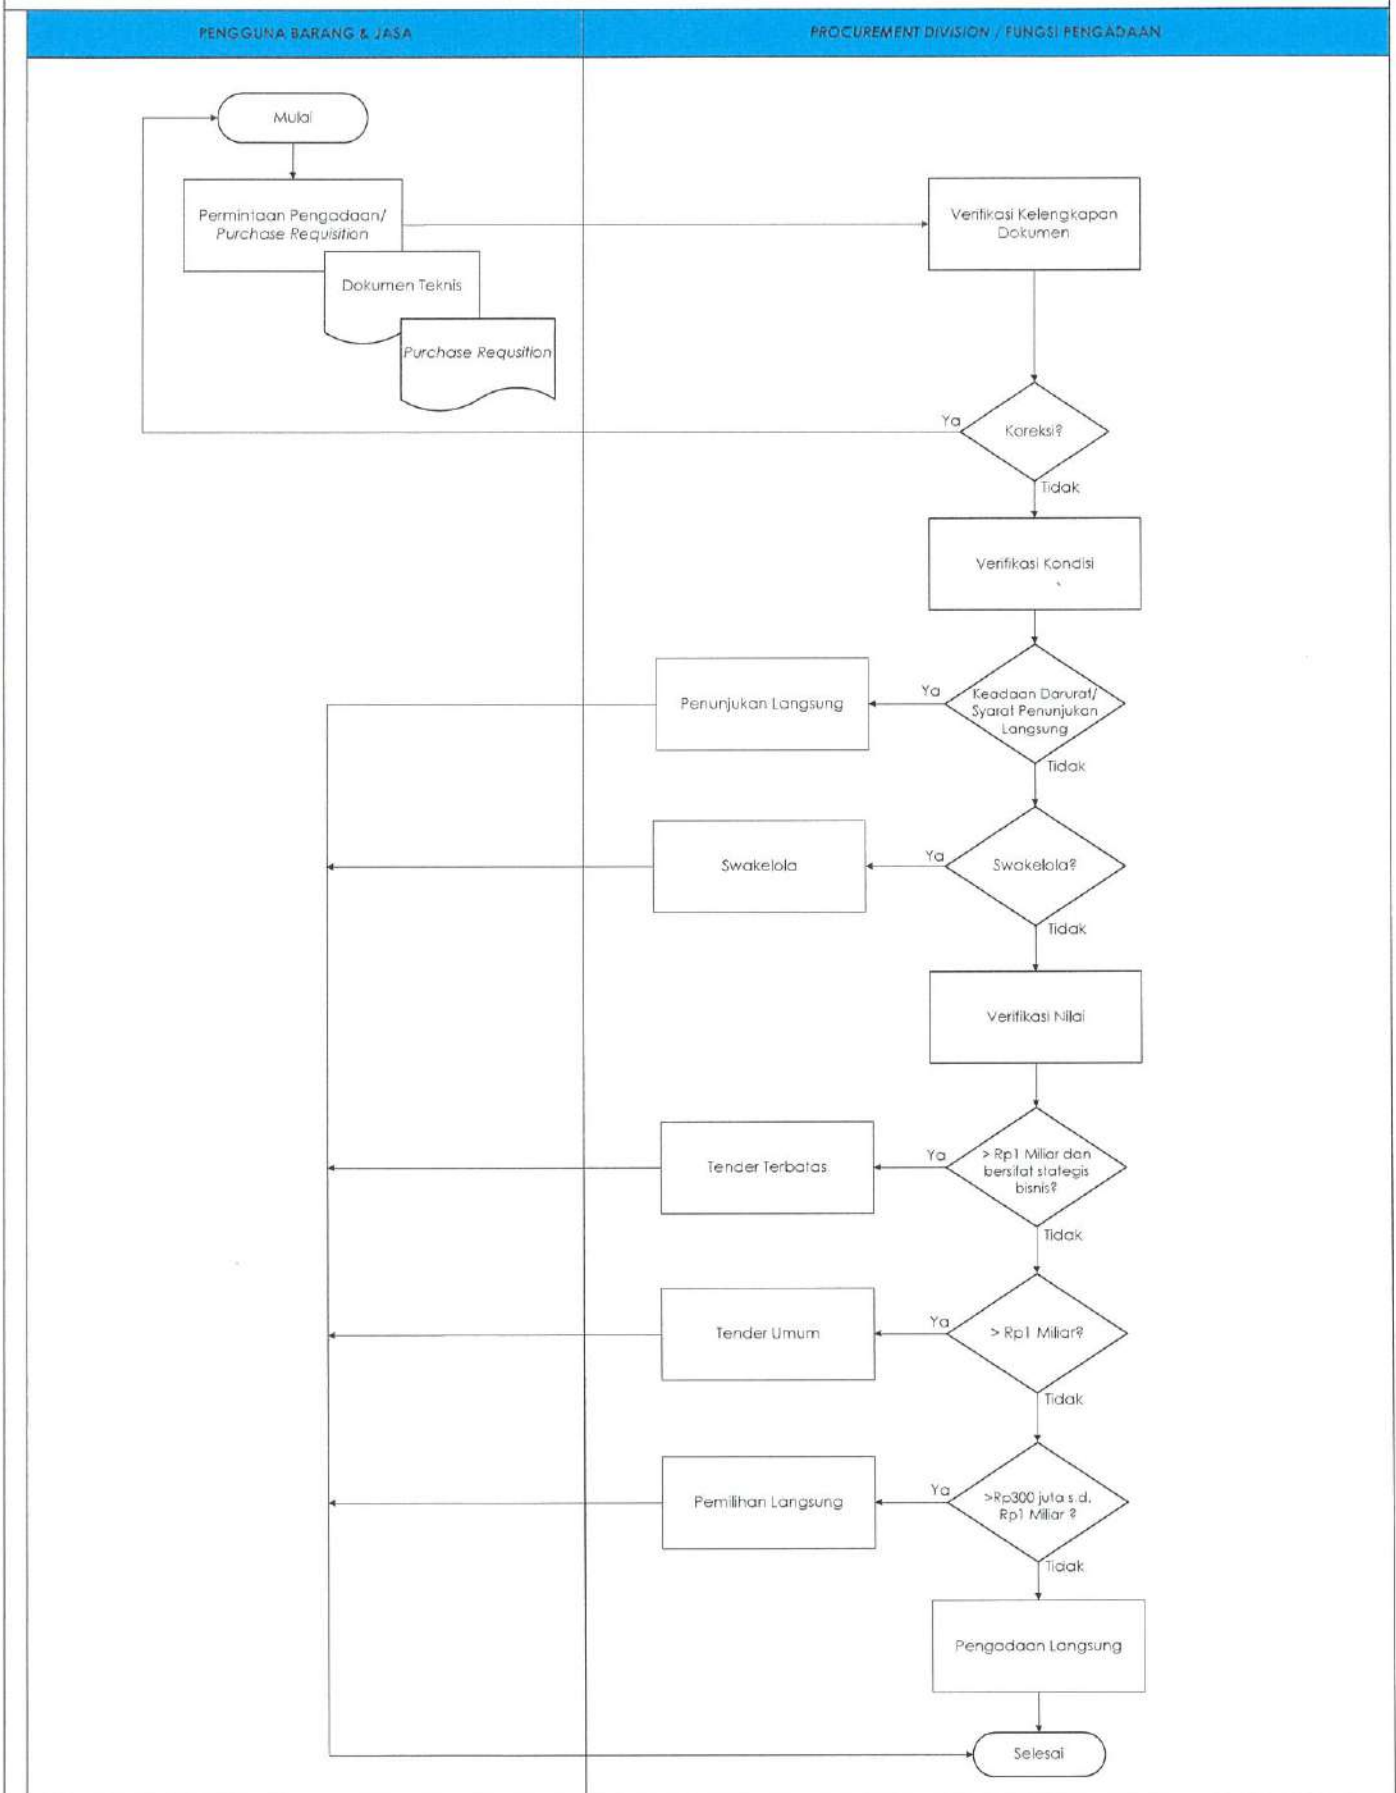 PENGGUNA BARANG & JASA
PROCUREMENT DIVISION / FUNGSI PENGADAAN
Mulai
Permintaan Pengadaan/
Purchase Requisition
Verifikasi Kelengkapan
Dokumen
Dokumen Teknis
Purchase Requsition
Ya
Koreksi?
Tidak
Verifikasi Kondisi
Penunjukan Langsung
Ya
Keadaan Darurat/
Syarat Penunjukan
Langsung
Tidak
Swakelola
Ya
Swakelola?
Tidak
Verifikasi Nilai
Tender Terbatas
Ya
> Rp1 Miliar dan
bersifat stategis
bisnis?
Tidak
Tender Umum
Ya
> Rp1 Miliar?
Tidak
Pemilihan Langsung
Ya
>Rp300 juta s.d.
Rp1 Miliar ?
Tidak
Pengadaan Langsung
Selesai